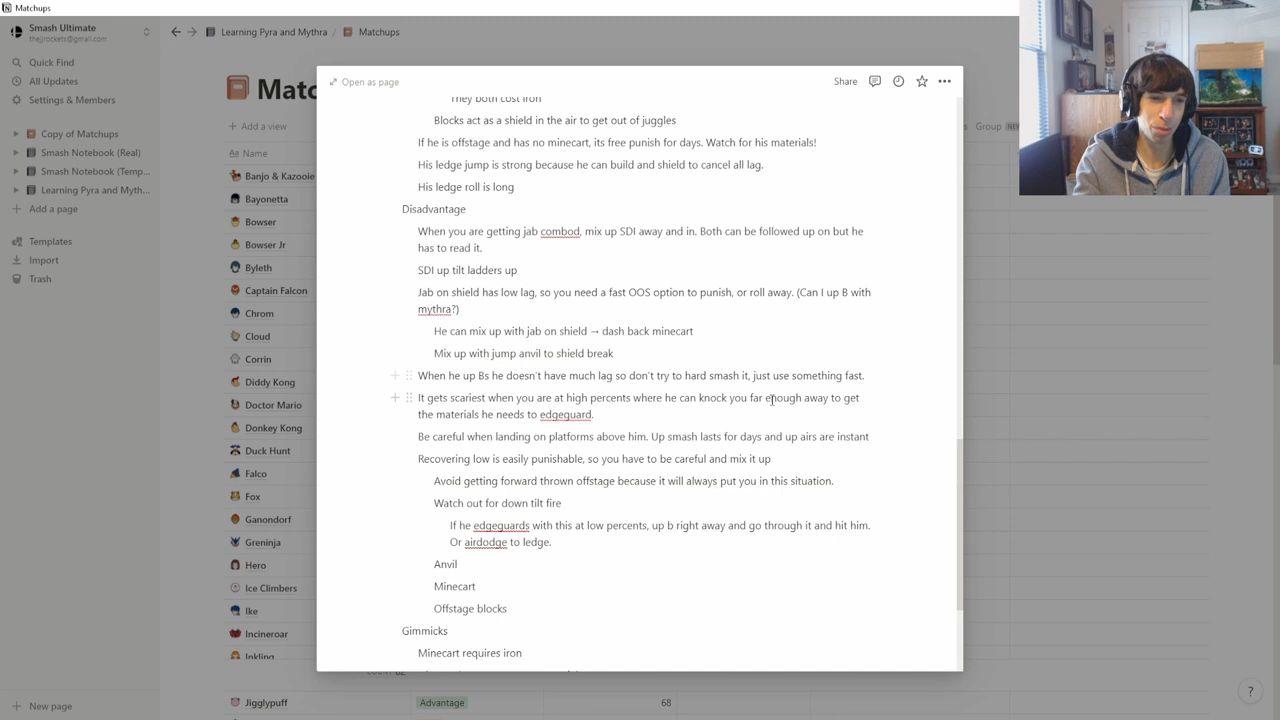 Matchups
Smash Ultimate
Learning Pyra and Mythra / Matchups
Quick Find
All Updates
Settings & Members
Copy of Matchups
Smash Notebook (Real)
Smash Notebook (Temp...
Learning Pyra and Myth...
Add a page
Templates
Import
Trash
New page
Matc
Add a view
Group
Name
Banjo & Kazooie
Bayonetta
Bowser
Bowser Jr
Byleth
Captain Falcon
Chrom
Cloud
Corrin
Diddy Kong
Doctor Mario
Donkey Kong
Duck Hunt
Falco
Fox
Ganondorf
Greninja
Hero
Ice Climbers
Ike
Incineroar
Inkling
Jigglypuff
Advantage
68
Open as page
Share
They both cost iron
Blocks act as a shield in the air to get out of juggles
If he is offstage and has no minecart, its free punish for days. Watch for his materials!
His ledge jump is strong because he can build and shield to cancel all lag.
His ledge roll is long
Disadvantage
When you are getting jab combod, mix up SDI away and in. Both can be followed up on but he
has to read it.
SDI up tilt ladders up
Jab on shield has low lag, so you need a fast OOS option to punish, or roll away. (Can I up B with
mythra?)
He can mix up with jab on shield → dash back minecart
Mix up with jump anvil to shield break
When he up Bs he doesn't have much lag so don't try to hard smash it, just use something fast.
It gets scariest when you are at high percents where he can knock you far enough away to get
the materials he needs to edgeguard.
Be careful when landing on platforms above him. Up smash lasts for days and up airs are instant
Recovering low is easily punishable, so you have to be careful and mix it up
Avoid getting forward thrown offstage because it will always put you in this situation.
Watch out for down tilt fire
If he edgeguards with this at low percents, up b right away and go through it and hit him.
Or airdodge to ledge.
Anvil
Minecart
Offstage blocks
Gimmicks
Minecart requires iron